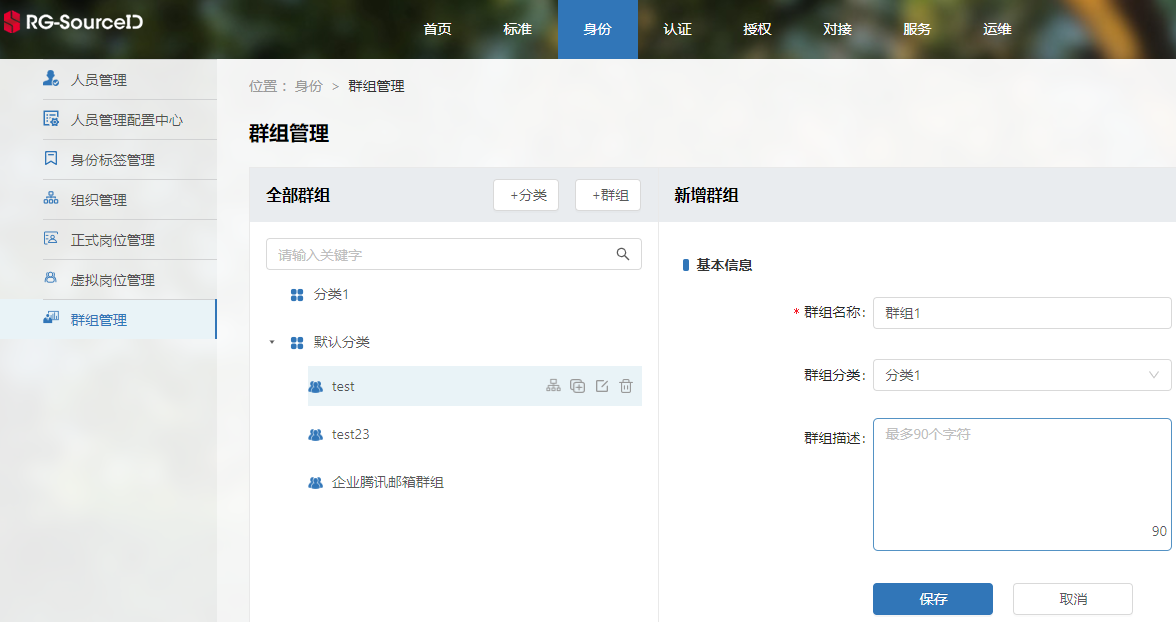 RG-SourceID
首页 标准 身份 认证 授权 对接 服务 运维
人员管理
人员管理配置中心
身份标签管理
组织管理
正式岗位管理
虚拟岗位管理
群组管理
位置： 身份 > 群组管理
群组管理
全部群组 +分类 +群组
请输入关键字
分类1
默认分类
test
test23
企业腾讯邮箱群组
新增群组
基本信息
* 群组名称: 群组1
群组分类: 分类1
群组描述: 最多90个字符
90
保存 取消